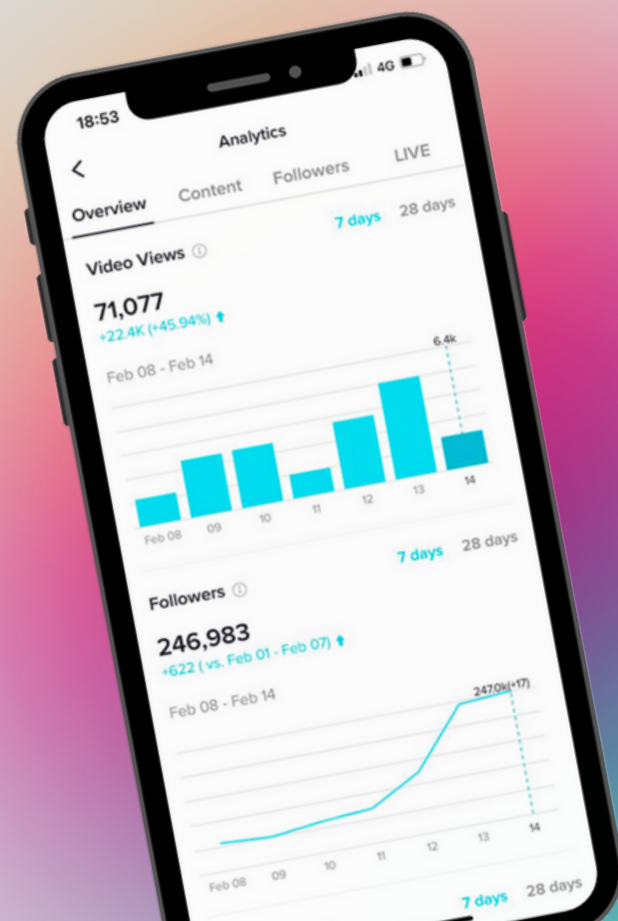 18:53
4G
Analytics
Overview Content Followers LIVE
7 days 28 days
Video Views
71,077
+22.4K (+45.94%)
Feb 08 - Feb 14
6.4k
Feb 08 09 10 11 12 13 14
7 days 28 days
Followers
246,983
+622 ( vs. Feb 01 - Feb 07)
Feb 08 - Feb 14
247.0k(+17)
Feb 08 09 10 11 12 13 14
7 days 28 days